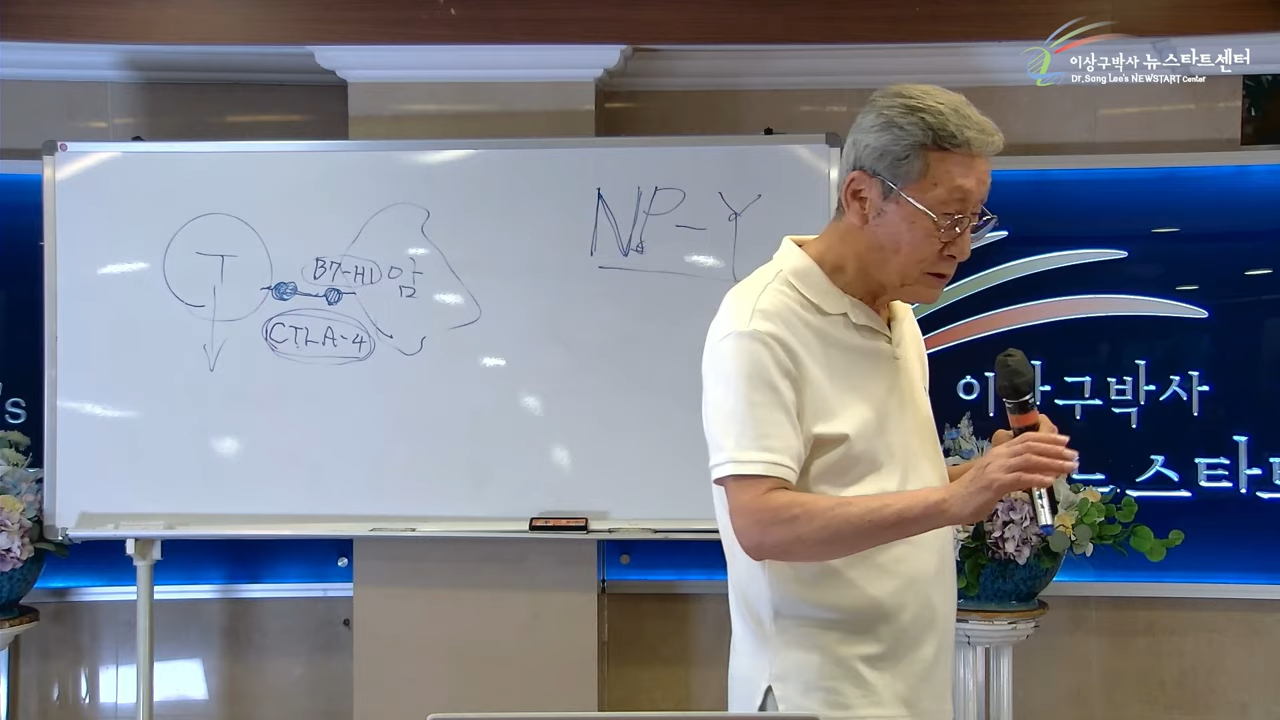 이상구박사 뉴스타트센터
Dr. Sang Lee's NEWSTART Center
NP-Y
T
B7-H1
암
CTLA-4
's
이상구박사
뉴스타트